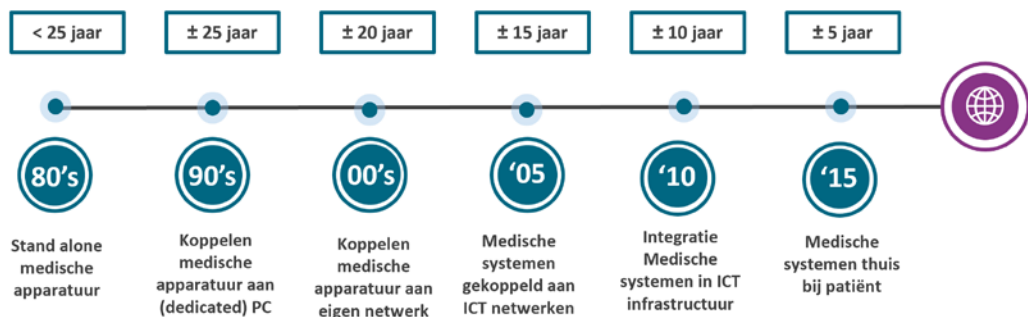 < 25 jaar
± 25 jaar
± 20 jaar
± 15 jaar
± 10 jaar
± 5 jaar
80's
90's
00's
‘05
‘10
‘15
Stand alone
medische
apparatuur
Koppelen
medische
apparatuur aan
(dedicated) PC
Koppelen
medische
apparatuur aan
eigen netwerk
Medische
systemen
gekoppeld aan
ICT netwerken
Integratie
Medische
systemen in ICT
infrastructuur
Medische
systemen thuis
bij patiënt